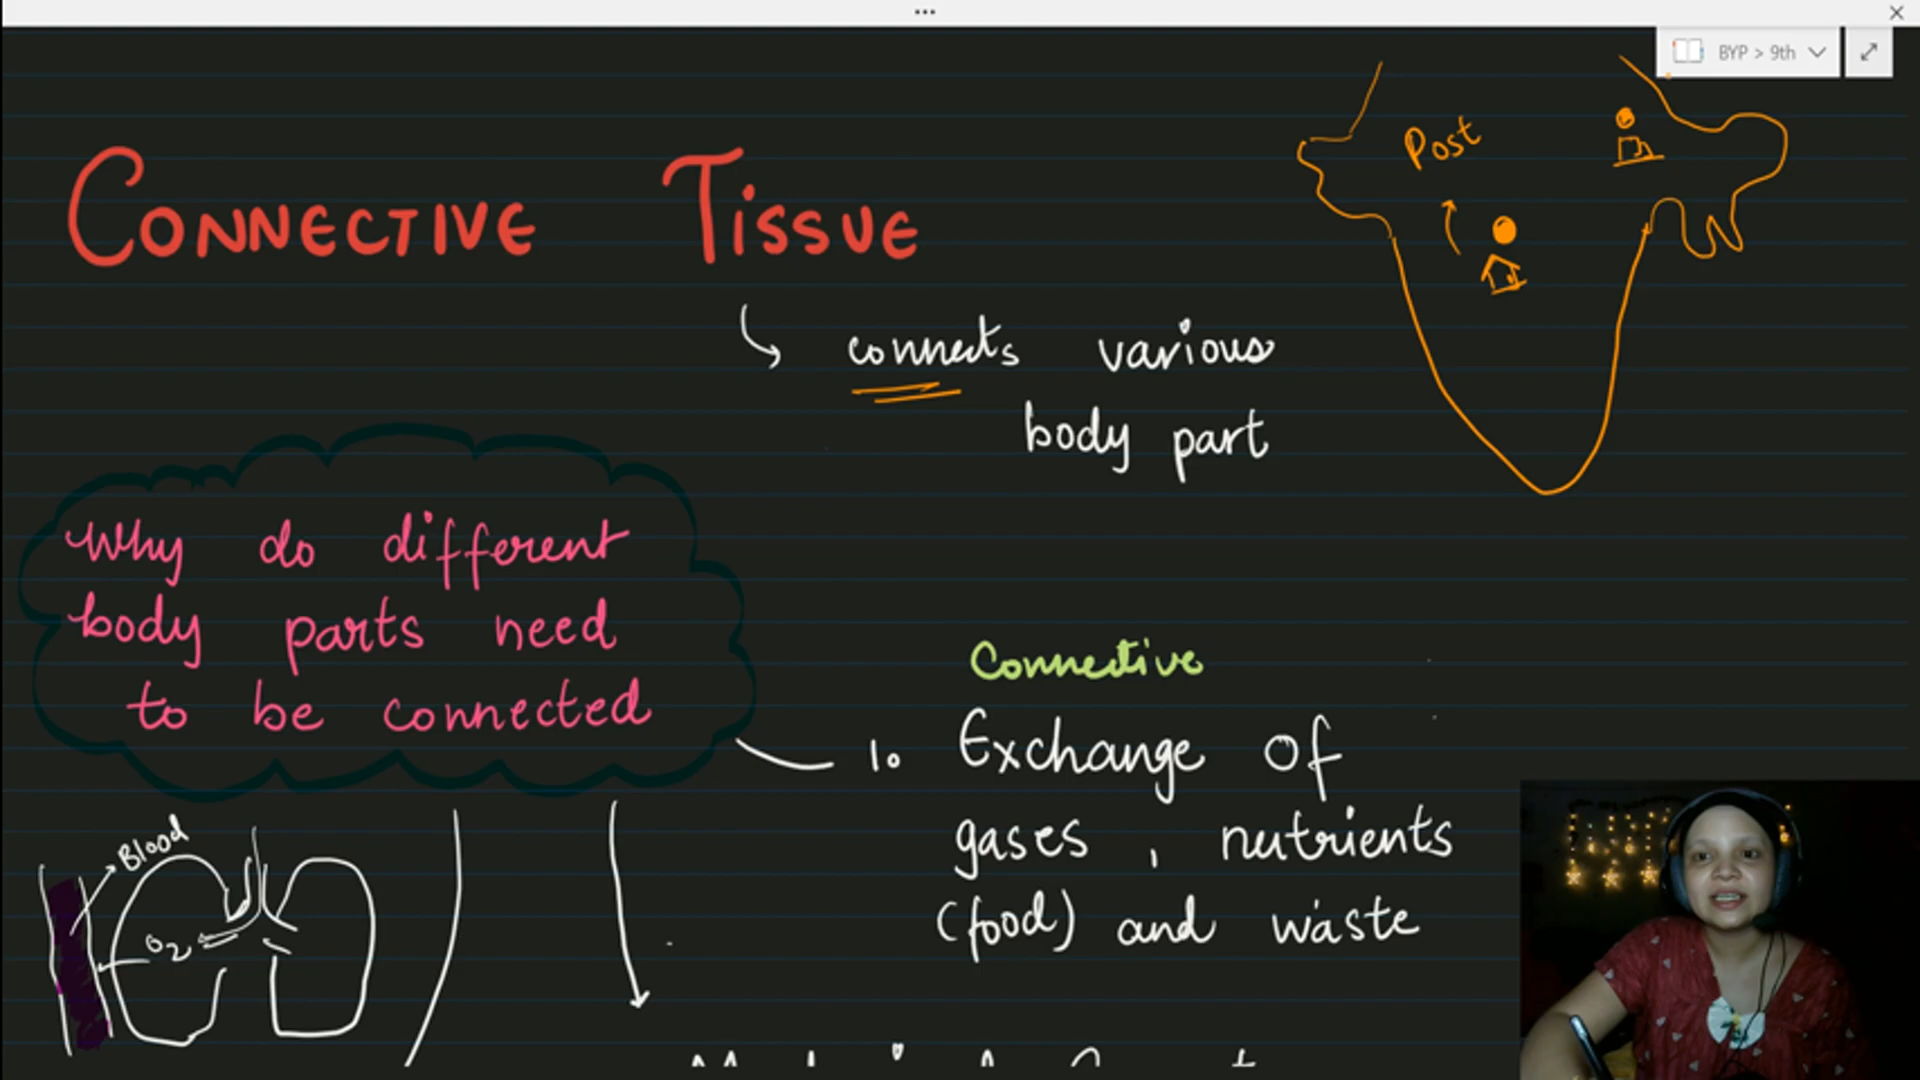 BYP > 9th
Post
CONNECTIVE TISSUE
connects various
body part
Why do different
body parts need
to be connected
Connective
1. Exchange of
gases, nutrients
(food) and waste
Blood
O2